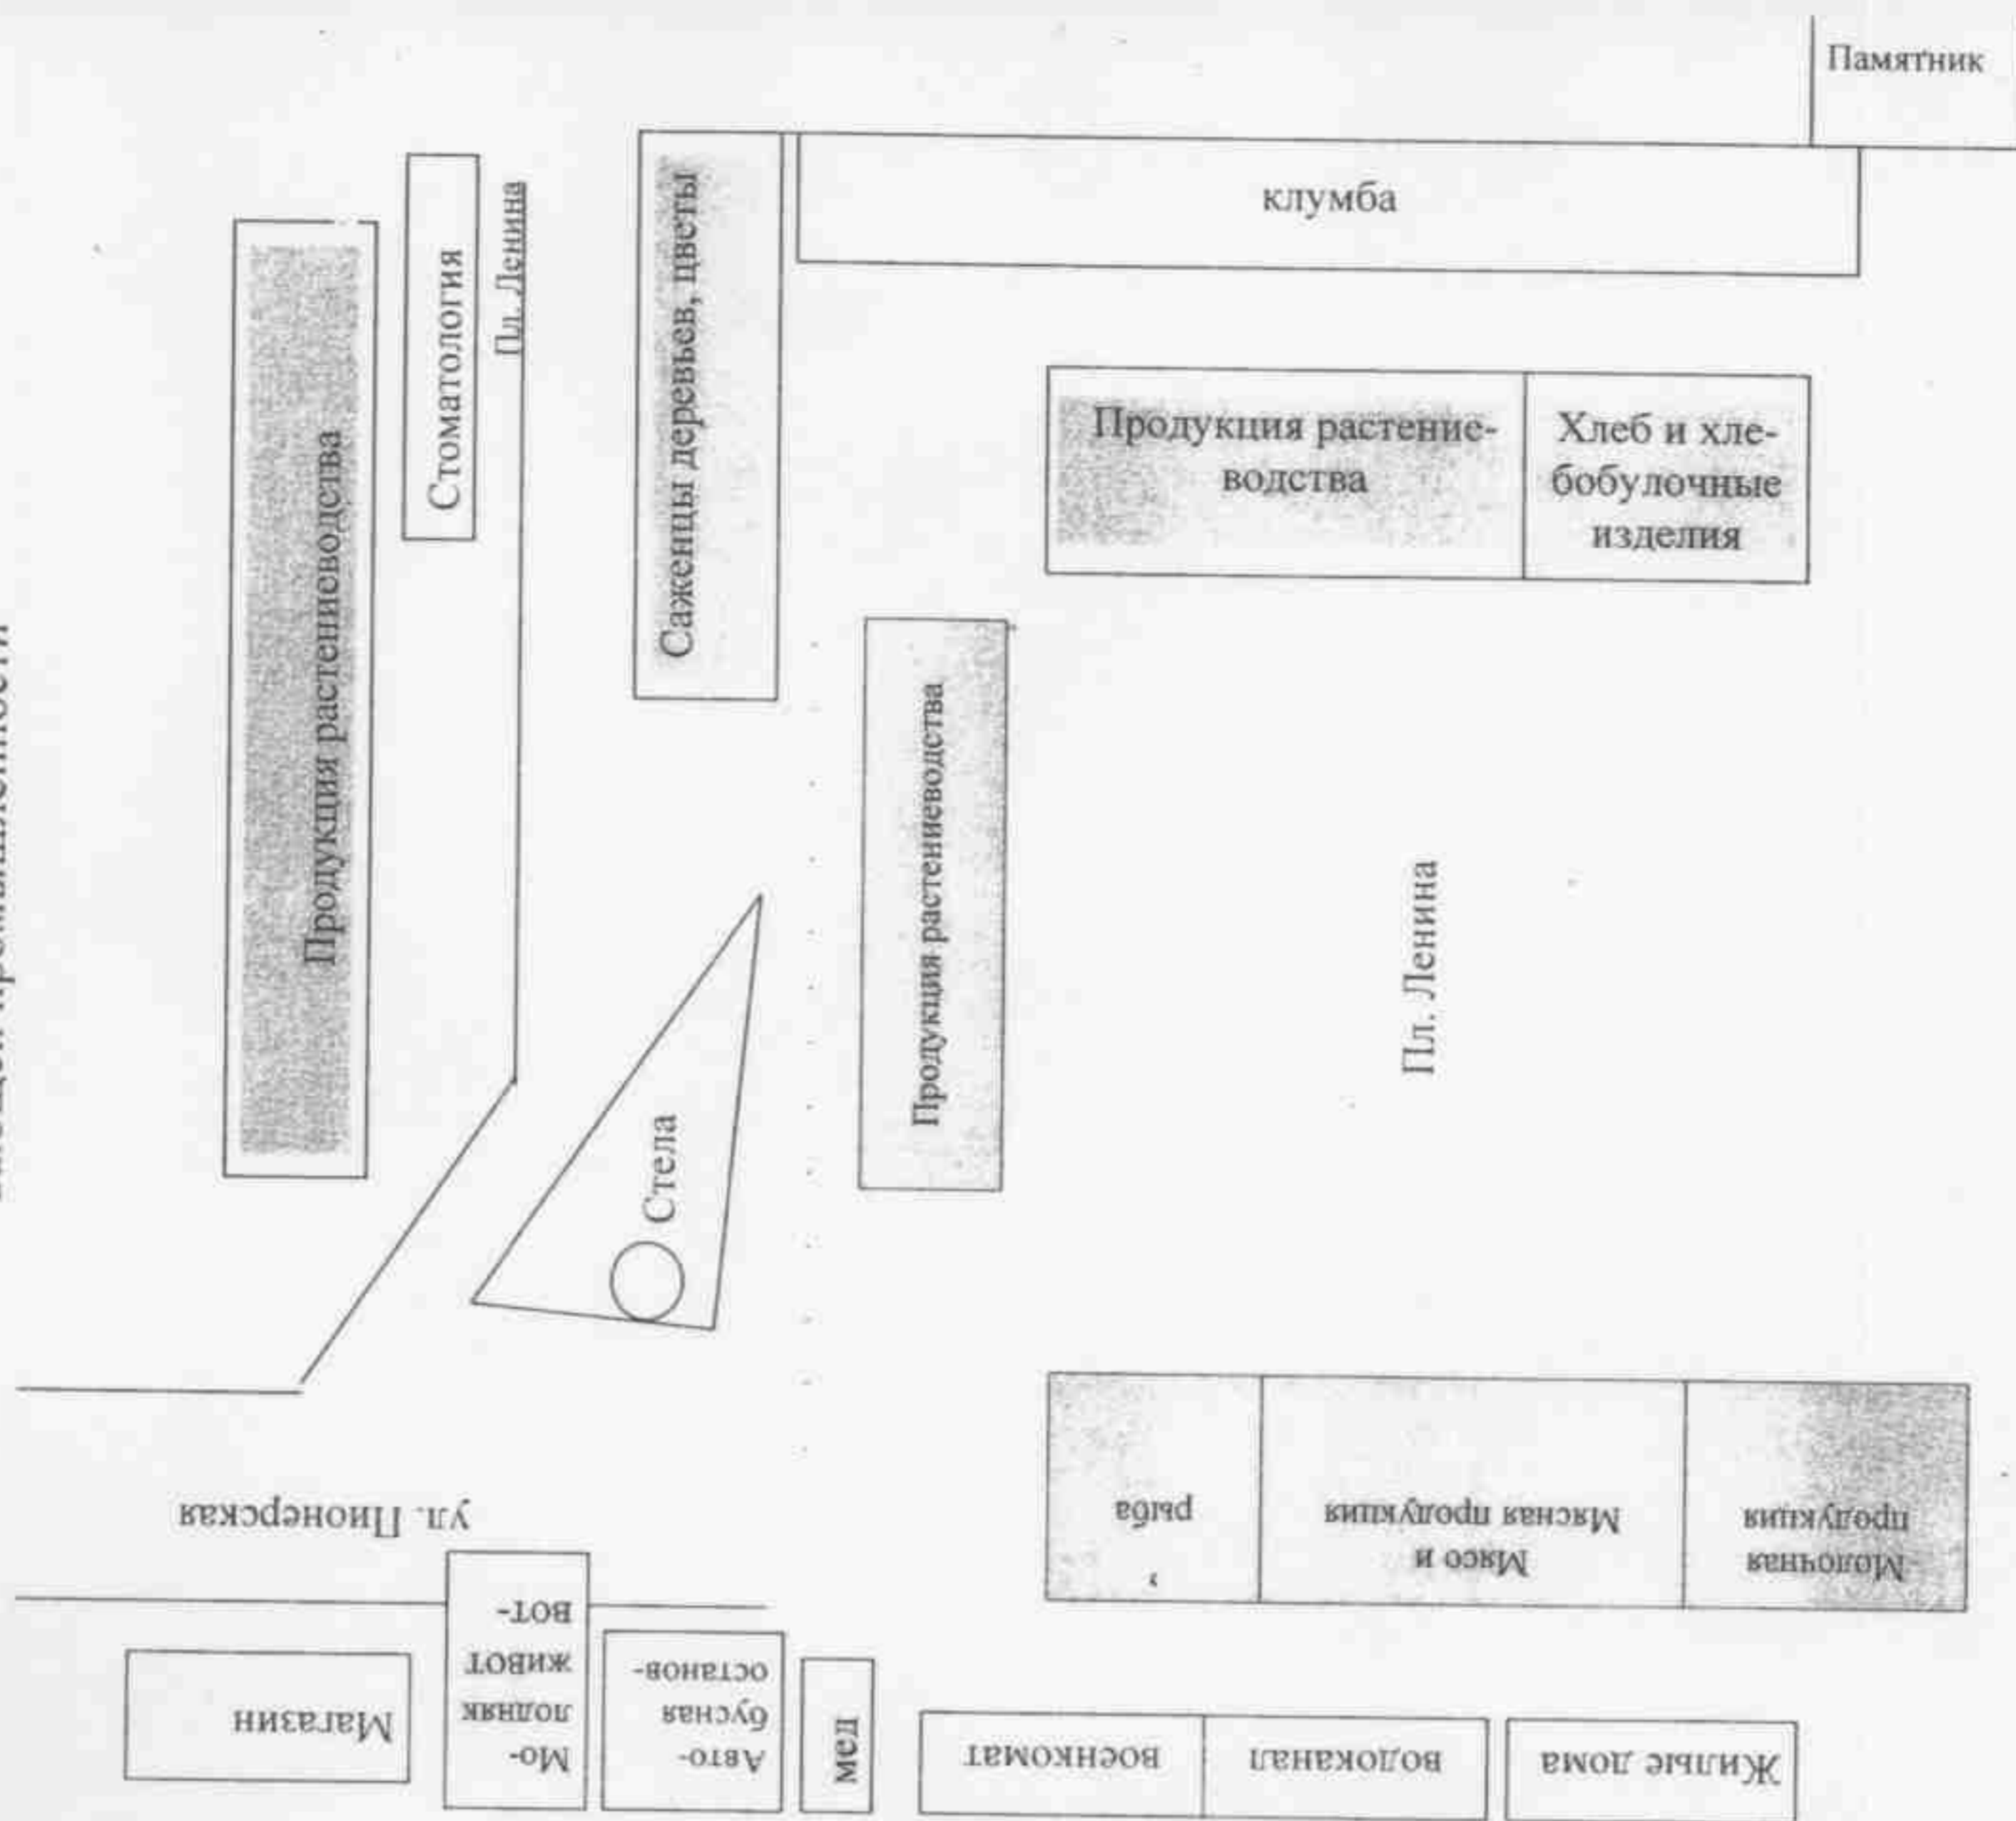 Памятник
клумба
Стоматология
Пл. Ленина
Саженцы деревьев, цветы
Продукция растениеводства
Продукция растение-
водства
Хлеб и хле-
бобулочные
изделия
Продукция растениеводства
Стела
Пл. Ленина
ул. Пионерская
рыба
Мясо и
Мясная продукция
Молочная
продукция
Магазин
Мо-
лодняк
живот
вот-
Авто-
бусная
останов-
мед
военкомат
водоканал
Жилые дома